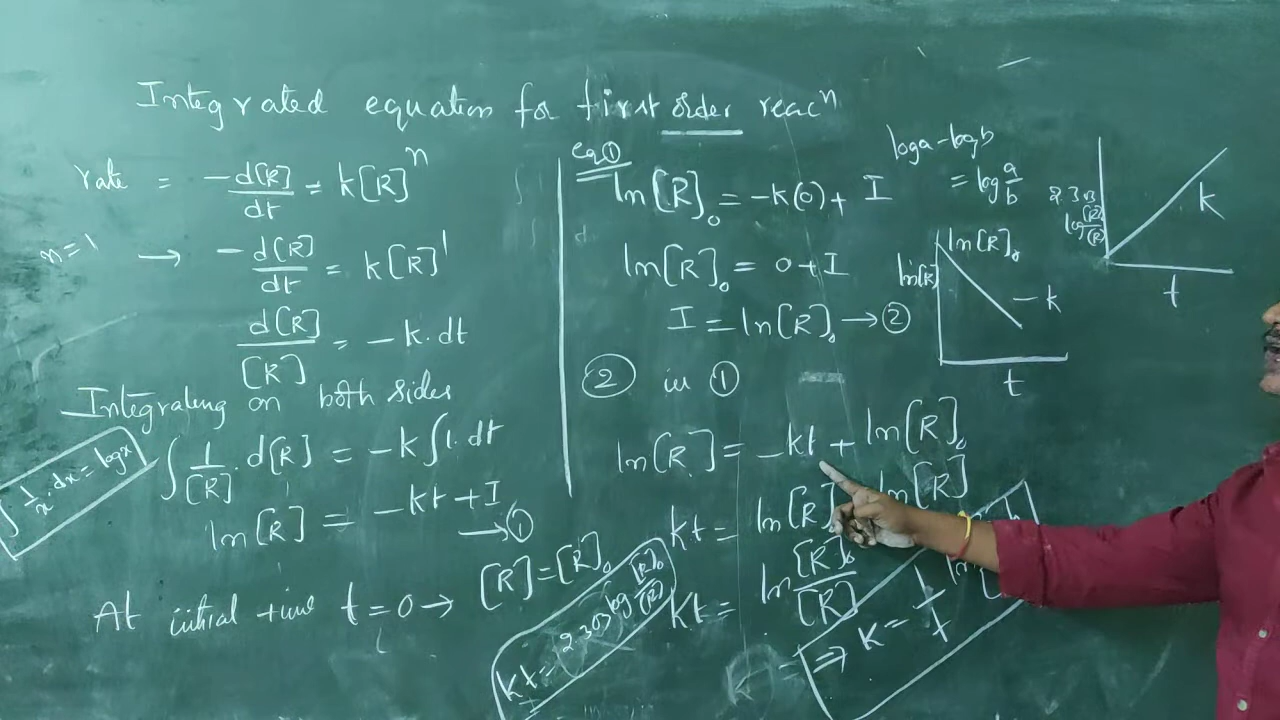 Integrated equation for first order reacⁿ
rate = -d[R]/dt = k[R]ⁿ
n=1 → -d[R]/dt = k[R]¹
d[R]/[R] = -k.dt
Integrating on both sides
∫ 1/x .dx = log x
∫ 1/[R] . d[R] = -k∫1.dt
ln[R] = -kt + I
→ ①
At initial time t = 0 → [R] = [R]₀
eq ①
ln[R]₀ = -k(0) + I
ln[R]₀ = 0 + I
I = ln[R]₀ → ②
② in ①
ln[R] = -kt + ln[R]₀
kt = ln[R] ln[R]
kt = ln [R]₀/[R]
kt = 2.303 log [R]₀/[R]
⇒ k = 1/t ln
log a - log b
= log a/b
ln[R]
ln[R]₀
-k
t
2.303
log [R]₀/[R]
k
t